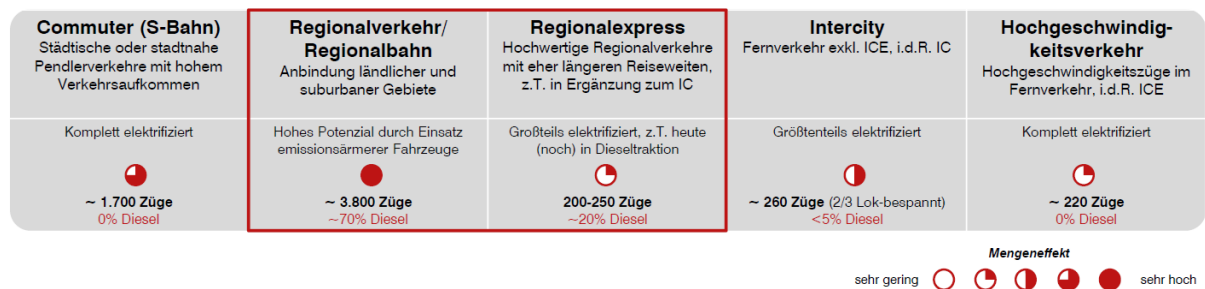 Commuter (S-Bahn)
Städtische oder stadtnahe
Pendlerverkehre mit hohem
Verkehrsaufkommen
Komplett elektrifiziert
~ 1.700 Züge
0% Diesel
Regionalverkehr/
Regionalbahn
Anbindung ländlicher und
suburbaner Gebiete
Hohes Potenzial durch Einsatz
emissionsärmerer Fahrzeuge
~ 3.800 Züge
~70% Diesel
Regionalexpress
Hochwertige Regionalverkehre
mit eher längeren Reiseweiten,
z.T. in Ergänzung zum IC
Großteils elektrifiziert, z.T. heute
(noch) in Dieseltraktion
200-250 Züge
~20% Diesel
Intercity
Fernverkehr exkl. ICE, i.d.R. IC
Größtenteils elektrifiziert
~ 260 Züge (2/3 Lok-bespannt)
<5% Diesel
Hochgeschwindig-
keitsverkehr
Hochgeschwindigkeitszüge im
Fernverkehr, i.d.R. ICE
Komplett elektrifiziert
~ 220 Züge
0% Diesel
Mengeneffekt
sehr gering
sehr hoch